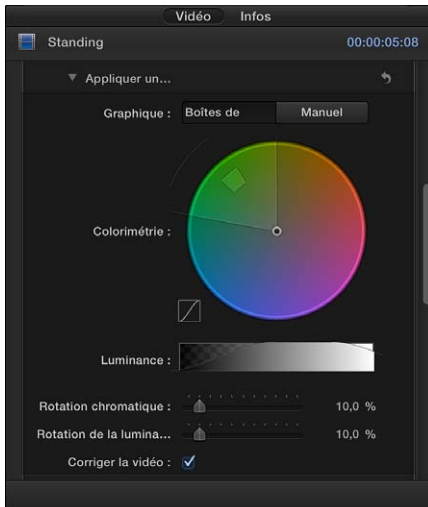 Vidéo Infos
Standing 00:00:05:08
Appliquer un...
Graphique : Boîtes de Manuel
Colorimétrie :
Luminance :
Rotation chromatique : 10,0 %
Rotation de la lumina... 10,0 %
Corriger la vidéo :